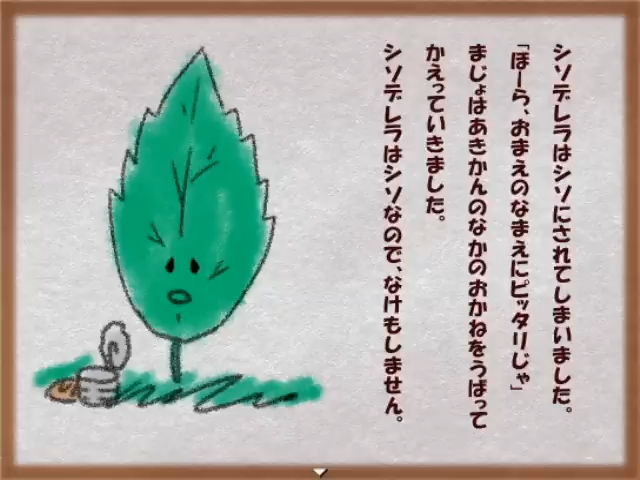 シソデレラはシソにされてしまいました。
「ほーら、おまえのなまえにピッタリじゃ」
まじょはあきかんのなかのおかねをうばって
かえっていきました。
シソデレラはシソなので、なけもしません。